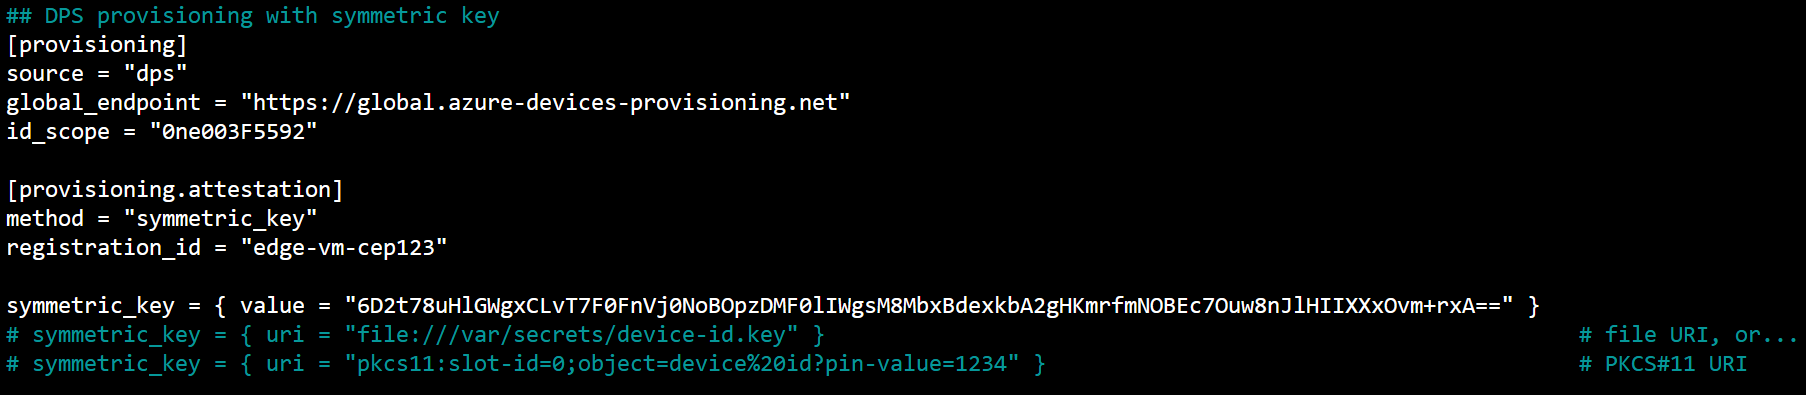 ## DPS provisioning with symmetric key
[provisioning]
source = "dps"
global_endpoint = "https://global.azure-devices-provisioning.net"
id_scope = "0ne003F5592"

[provisioning.attestation]
method = "symmetric_key"
registration_id = "edge-vm-cep123"

symmetric_key = { value = "6D2t78uHlGWgxCLvT7F0FnVj0NoBOpzDMF0lIWgsM8MbxBdexkbA2gHKmrfmNOBEc7Ouw8nJlHIIXXxOvm+rxA==" }
# symmetric_key = { uri = "file:///var/secrets/device-id.key" } # file URI, or...
# symmetric_key = { uri = "pkcs11:slot-id=0;object=device%20id?pin-value=1234" } # PKCS#11 URI